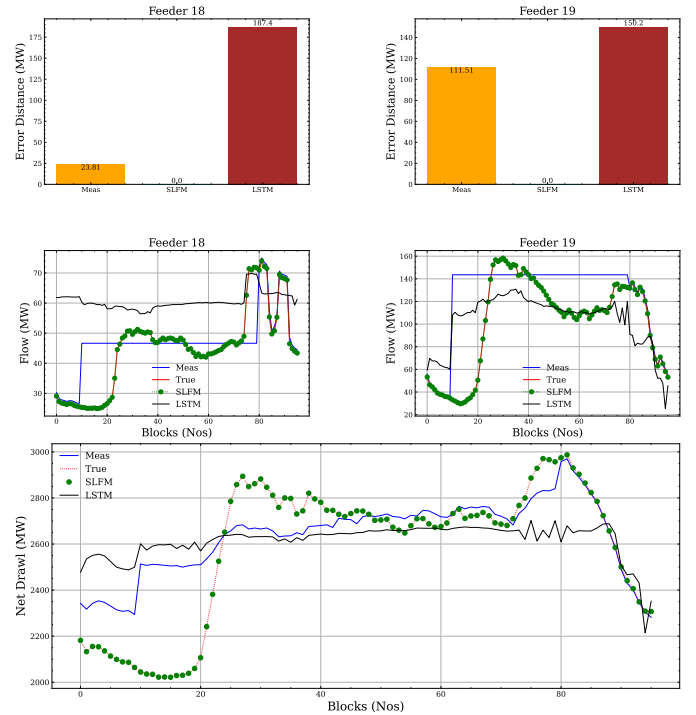 Feeder 18
Error Distance (MW)
175
150
125
100
75
50
25
0
187.4
23.81
0.0
Meas
SLFM
LSTM
Feeder 19
Error Distance (MW)
140
120
100
80
60
40
20
0
150.2
111.51
0.0
Meas
SLFM
LSTM
Feeder 18
Flow (MW)
70
60
50
40
30
Meas
True
SLFM
LSTM
0
20
40
60
80
Blocks (Nos)
Feeder 19
Flow (MW)
160
140
120
100
80
60
40
20
Meas
True
SLFM
LSTM
0
20
40
60
80
Blocks (Nos)
Net Drawl (MW)
3000
2800
2600
2400
2200
2000
Meas
True
SLFM
LSTM
0
20
40
60
80
Blocks (Nos)